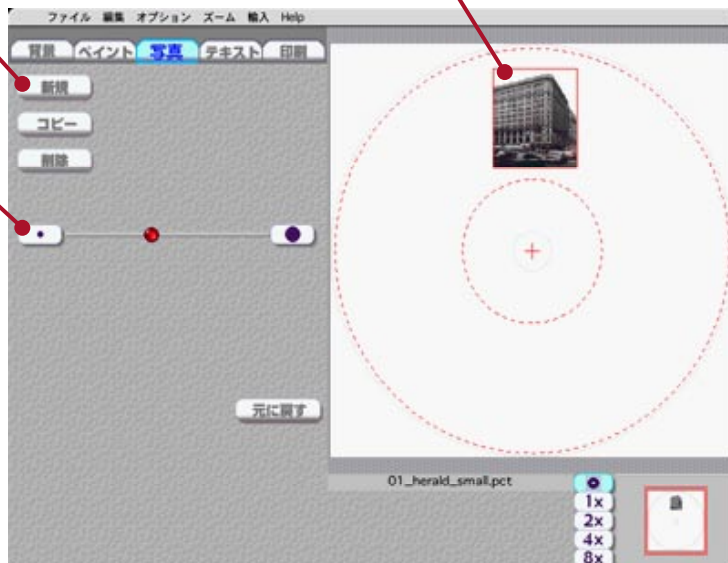 ファイル 編集 オプション ズーム 輸入 Help
背景 ペイント 写真 テキスト 印刷
新規
コピー
削除
元に戻す
01_herald_small.pct
1x
2x
4x
8x